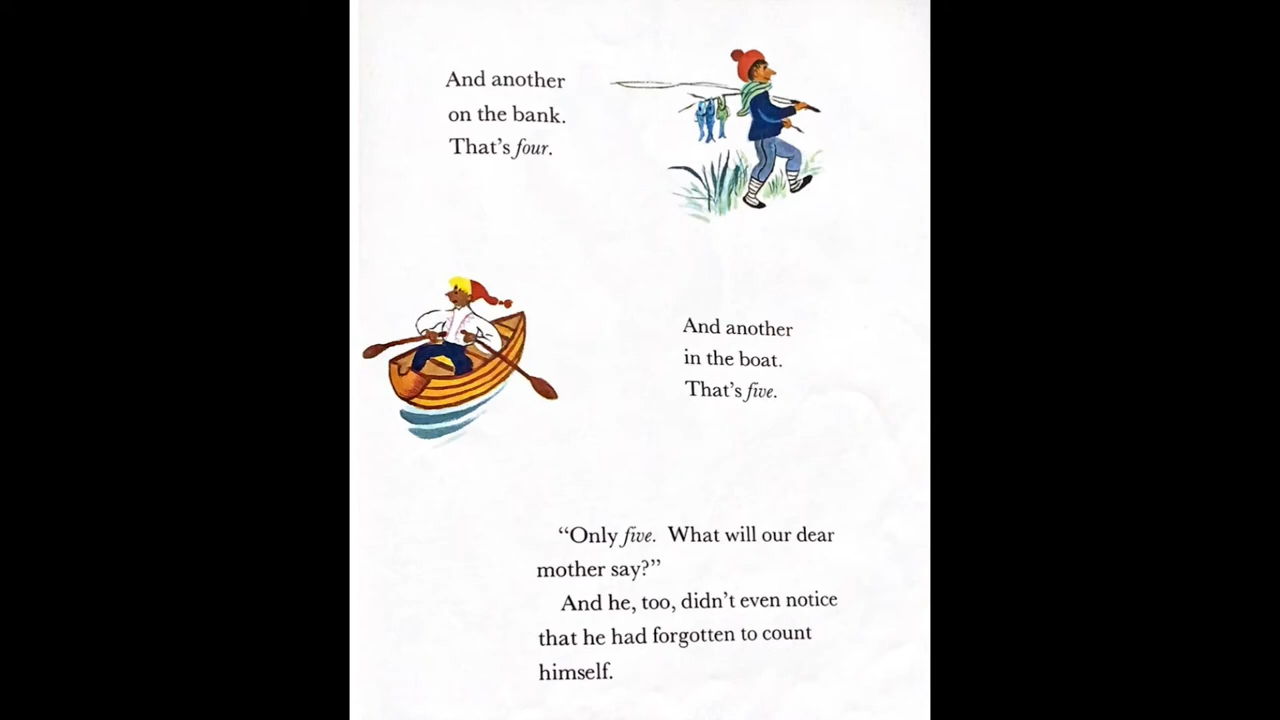 And another
on the bank.
That's four.
And another
in the boat.
That's five.
“Only five. What will our dear
mother say?”
And he, too, didn't even notice
that he had forgotten to count
himself.